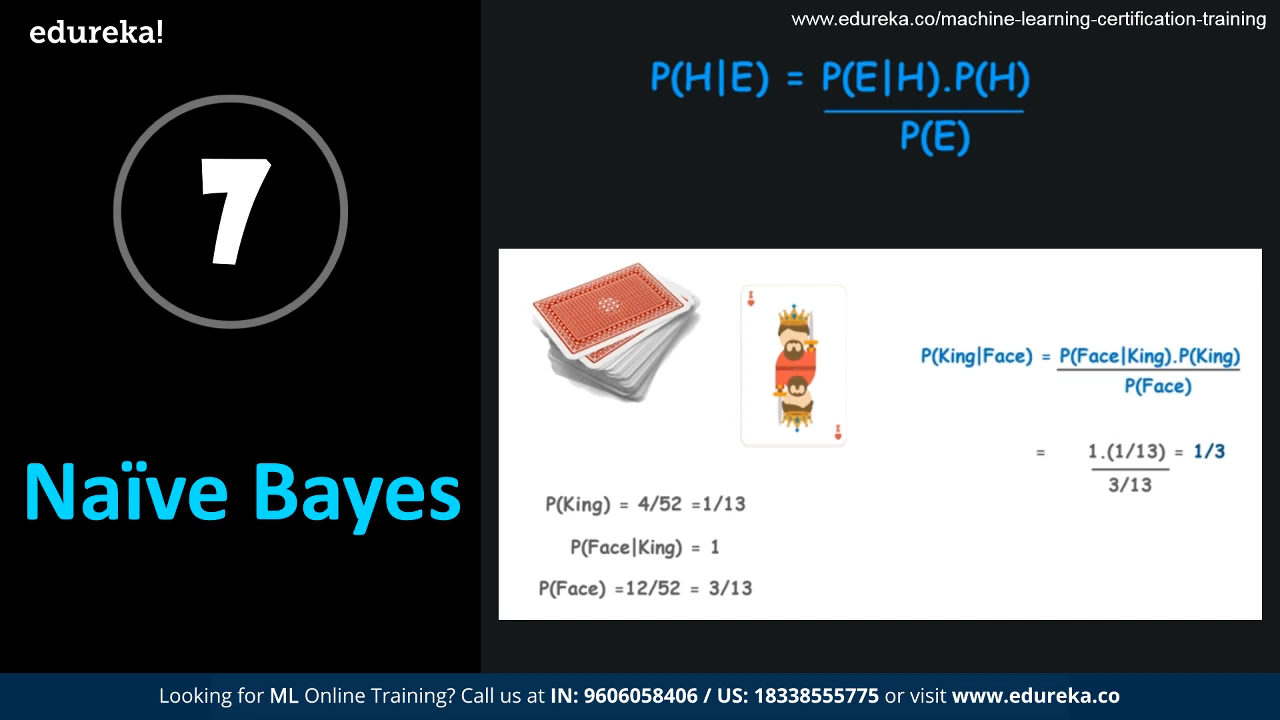 edureka!
www.edureka.co/machine-learning-certification-training
7
Naïve Bayes
P(H|E) = P(E|H).P(H)
P(E)
P(King|Face) = P(Face|King).P(King)
P(Face)
= 1.(1/13) = 1/3
3/13
P(King) = 4/52 =1/13
P(Face|King) = 1
P(Face) =12/52 = 3/13
Looking for ML Online Training? Call us at IN: 9606058406 / US: 18338555775 or visit www.edureka.co